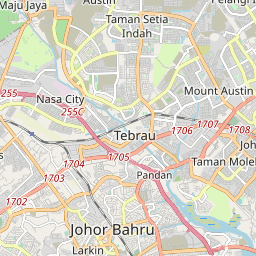 Maju Jaya
Austin
Taman Setia
Indah
Pelangi I
Mount Austin
255
Nasa City
255C
1707
1708
1706
Tebrau
Joh
1704
1705
Taman Mole
1703
Pandan
1702
Johor Bahru
Larkin